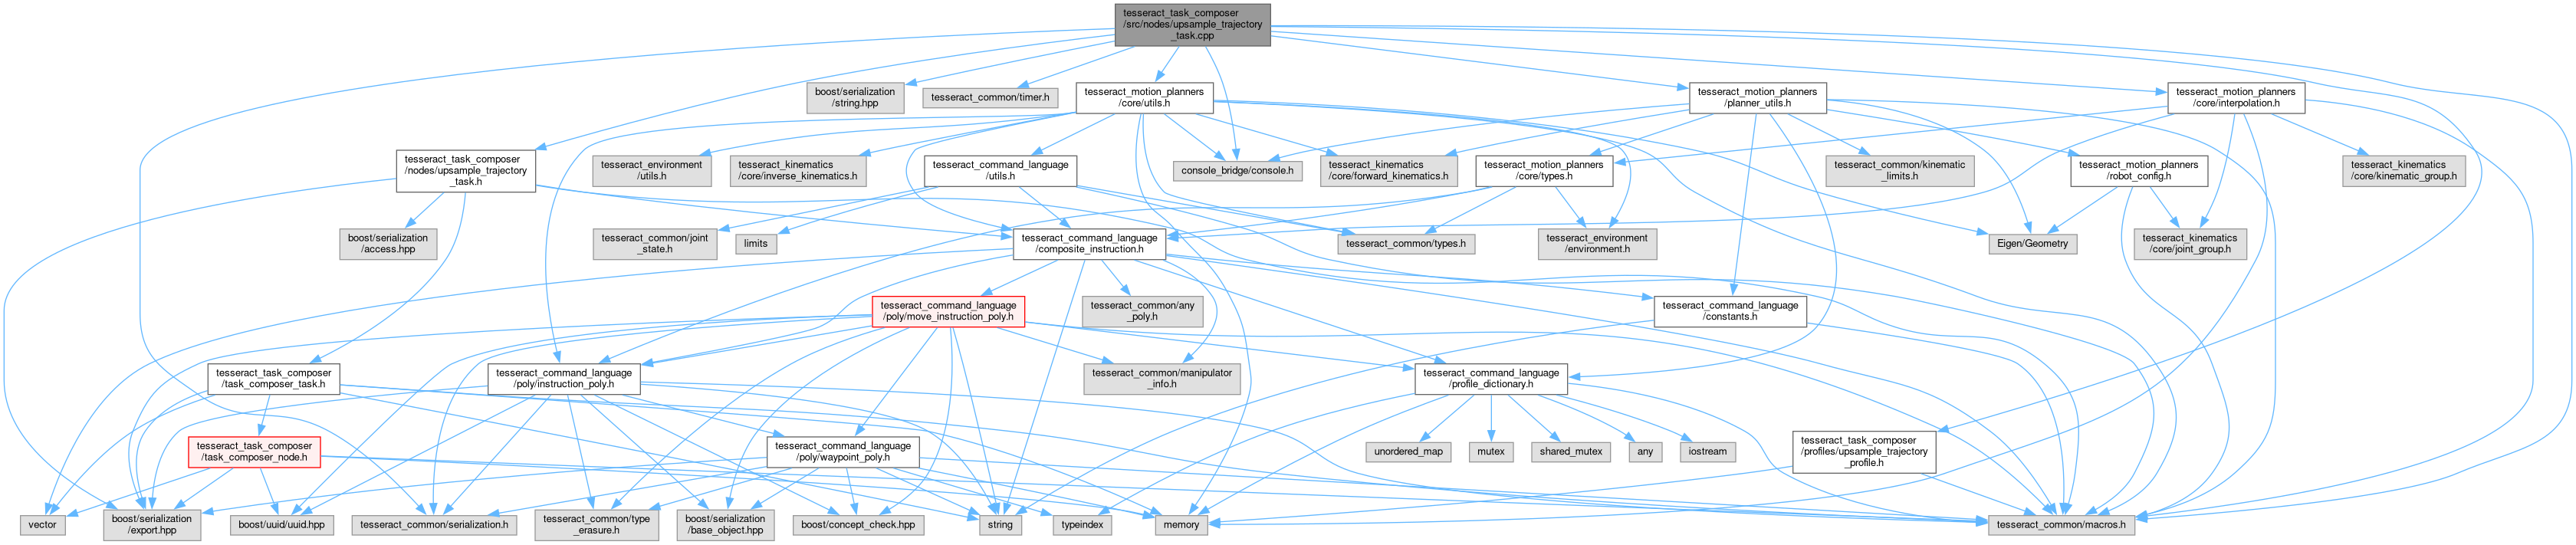 tesseract_task_composer
/src/nodes/upsample_trajectory
_task.cpp
boost/serialization
/string.hpp
tesseract_common/timer.h
tesseract_motion_planners
/core/utils.h
tesseract_motion_planners
/planner_utils.h
tesseract_motion_planners
/core/interpolation.h
tesseract_task_composer
/nodes/upsample_trajectory
_task.h
tesseract_environment
/utils.h
tesseract_kinematics
/core/inverse_kinematics.h
tesseract_command_language
/utils.h
console_bridge/console.h
tesseract_kinematics
/core/forward_kinematics.h
tesseract_motion_planners
/core/types.h
tesseract_common/kinematic
_limits.h
tesseract_motion_planners
/robot_config.h
tesseract_kinematics
/core/kinematic_group.h
boost/serialization
/access.hpp
tesseract_common/joint
_state.h
limits
tesseract_command_language
/composite_instruction.h
tesseract_common/types.h
tesseract_environment
/environment.h
Eigen/Geometry
tesseract_kinematics
/core/joint_group.h
tesseract_command_language
/poly/move_instruction_poly.h
tesseract_common/any
_poly.h
tesseract_command_language
/constants.h
tesseract_task_composer
/task_composer_task.h
tesseract_command_language
/poly/instruction_poly.h
tesseract_common/manipulator
_info.h
tesseract_command_language
/profile_dictionary.h
tesseract_task_composer
/task_composer_node.h
tesseract_command_language
/poly/waypoint_poly.h
unordered_map
mutex
shared_mutex
any
iostream
tesseract_task_composer
/profiles/upsample_trajectory
_profile.h
vector
boost/serialization
/export.hpp
boost/uuid/uuid.hpp
tesseract_common/serialization.h
tesseract_common/type
_erasure.h
boost/serialization
/base_object.hpp
boost/concept_check.hpp
string
typeindex
memory
tesseract_common/macros.h